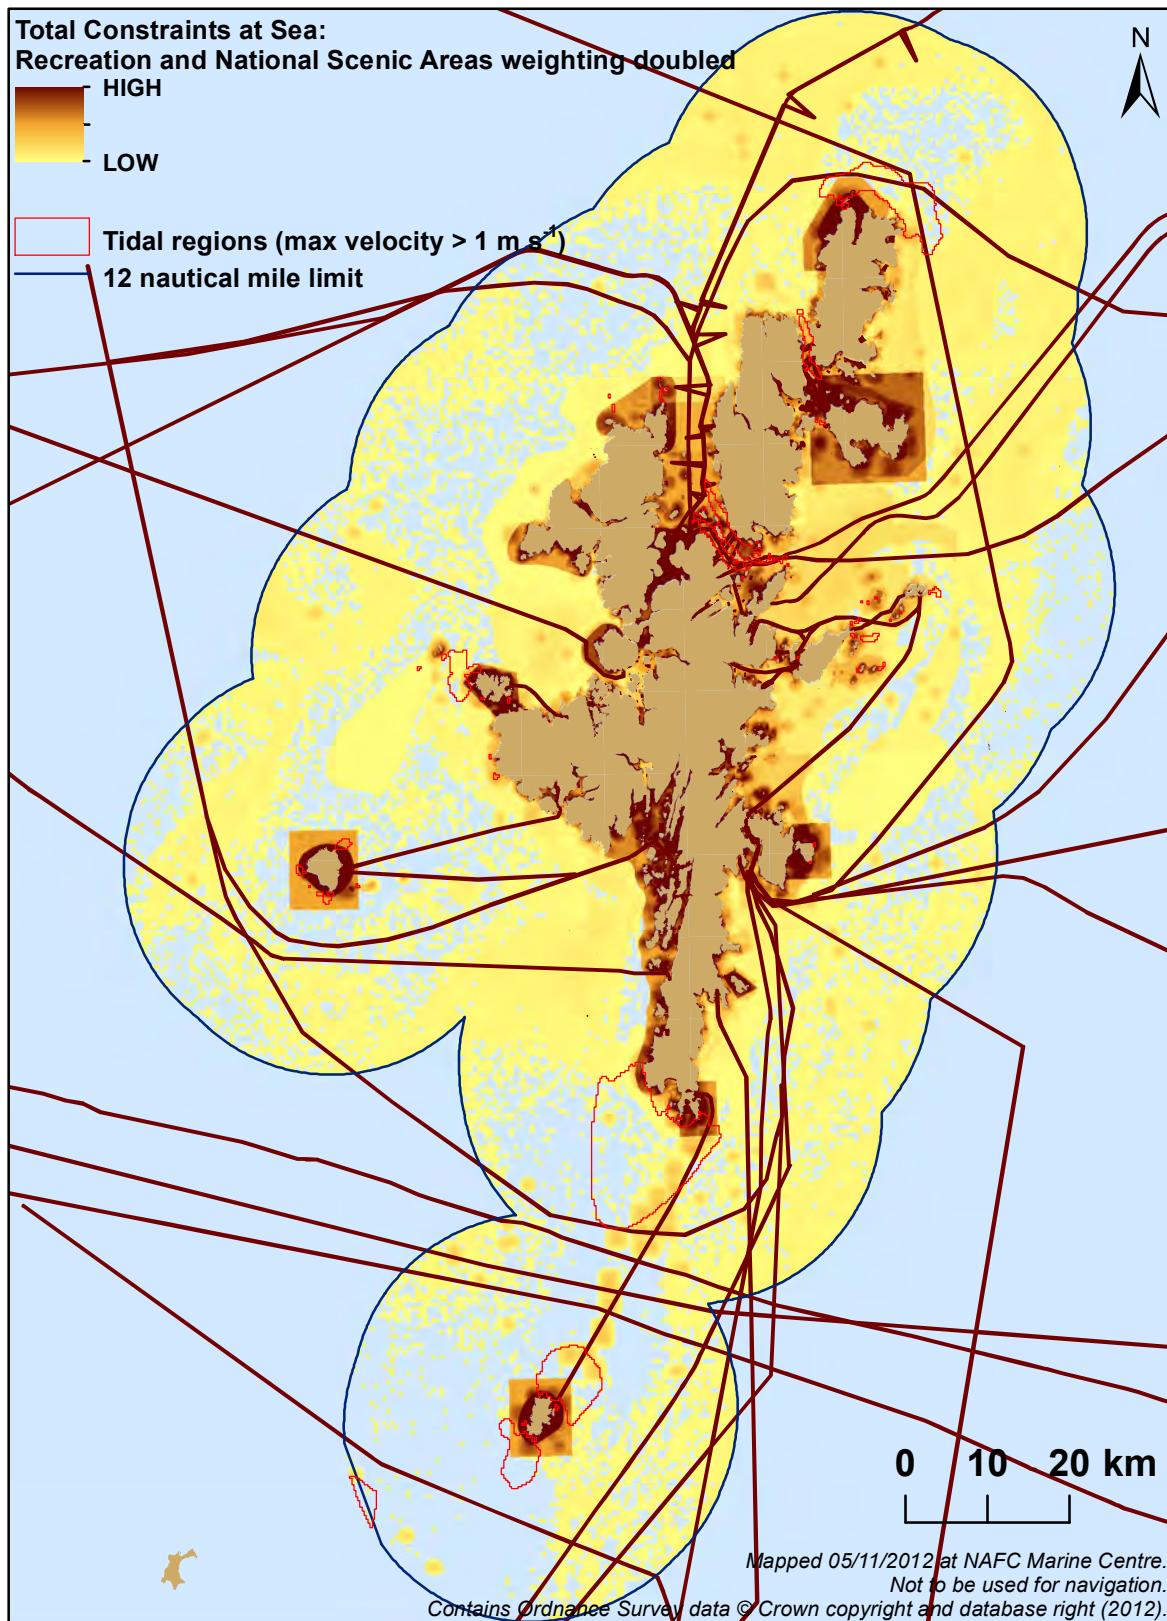 Total Constraints at Sea:
Recreation and National Scenic Areas weighting doubled
HIGH
LOW
Tidal regions (max velocity > 1 m s⁻¹)
12 nautical mile limit
N
0 10 20 km
Mapped 05/11/2012 at NAFC Marine Centre.
Not to be used for navigation.
Contains Ordnance Survey data © Crown copyright and database right (2012)